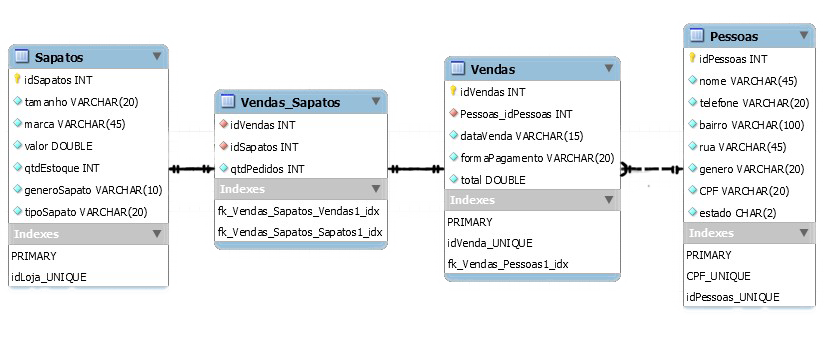 Sapatos
idSapatos INT
tamanho VARCHAR(20)
marca VARCHAR(45)
valor DOUBLE
qtdEstoque INT
generoSapato VARCHAR(10)
tipoSapato VARCHAR(20)
Indexes
PRIMARY
idLoja_UNIQUE
Vendas_Sapatos
idVendas INT
idSapatos INT
qtdPedidos INT
Indexes
fk_Vendas_Sapatos_Vendas1_idx
fk_Vendas_Sapatos_Sapatos1_idx
Vendas
idVendas INT
Pessoas_idPessoas INT
dataVenda VARCHAR(15)
formaPagamento VARCHAR(20)
total DOUBLE
Indexes
PRIMARY
idVenda_UNIQUE
fk_Vendas_Pessoas1_idx
Pessoas
idPessoas INT
nome VARCHAR(45)
telefone VARCHAR(20)
bairro VARCHAR(100)
rua VARCHAR(45)
genero VARCHAR(20)
CPF VARCHAR(20)
estado CHAR(2)
Indexes
PRIMARY
CPF_UNIQUE
idPessoas_UNIQUE